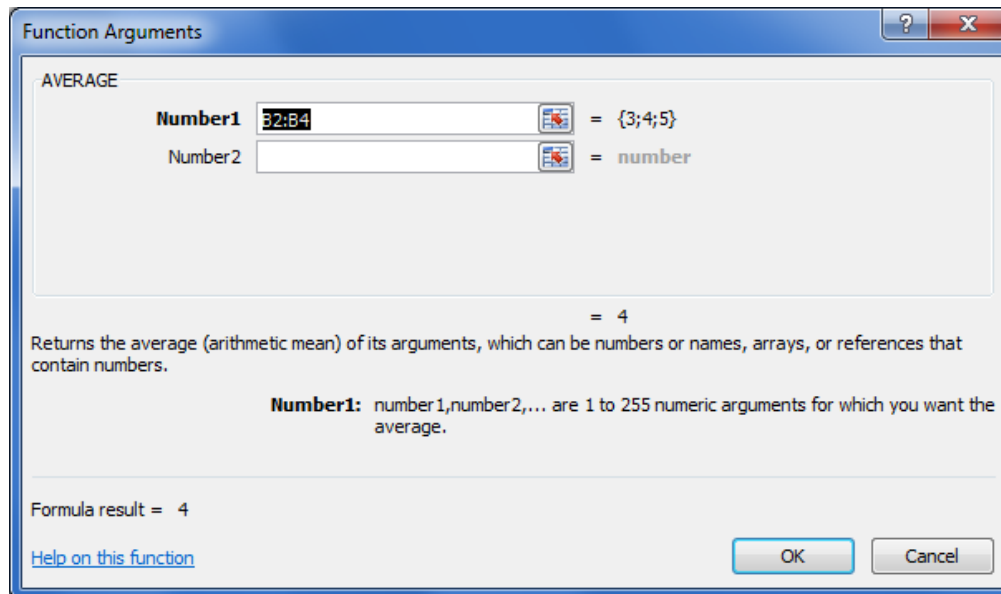 Function Arguments
?
X
AVERAGE
Number1 B2:B4 = {3;4;5}
Number2 = number
= 4
Returns the average (arithmetic mean) of its arguments, which can be numbers or names, arrays, or references that
contain numbers.
Number1: number1,number2,... are 1 to 255 numeric arguments for which you want the
average.
Formula result = 4
Help on this function
OK
Cancel